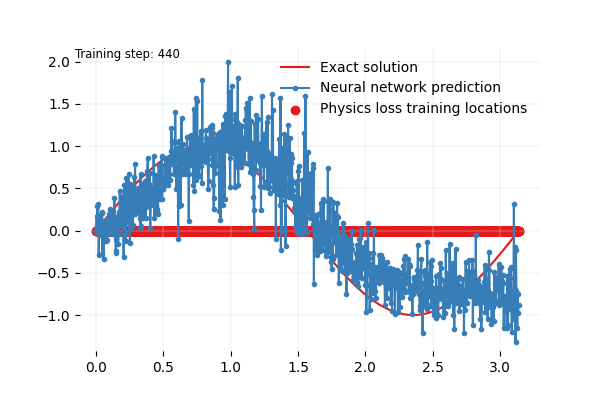 Training step: 440
Exact solution
Neural network prediction
Physics loss training locations
2.0
1.5
1.0
0.5
0.0
−0.5
−1.0
0.0 0.5 1.0 1.5 2.0 2.5 3.0